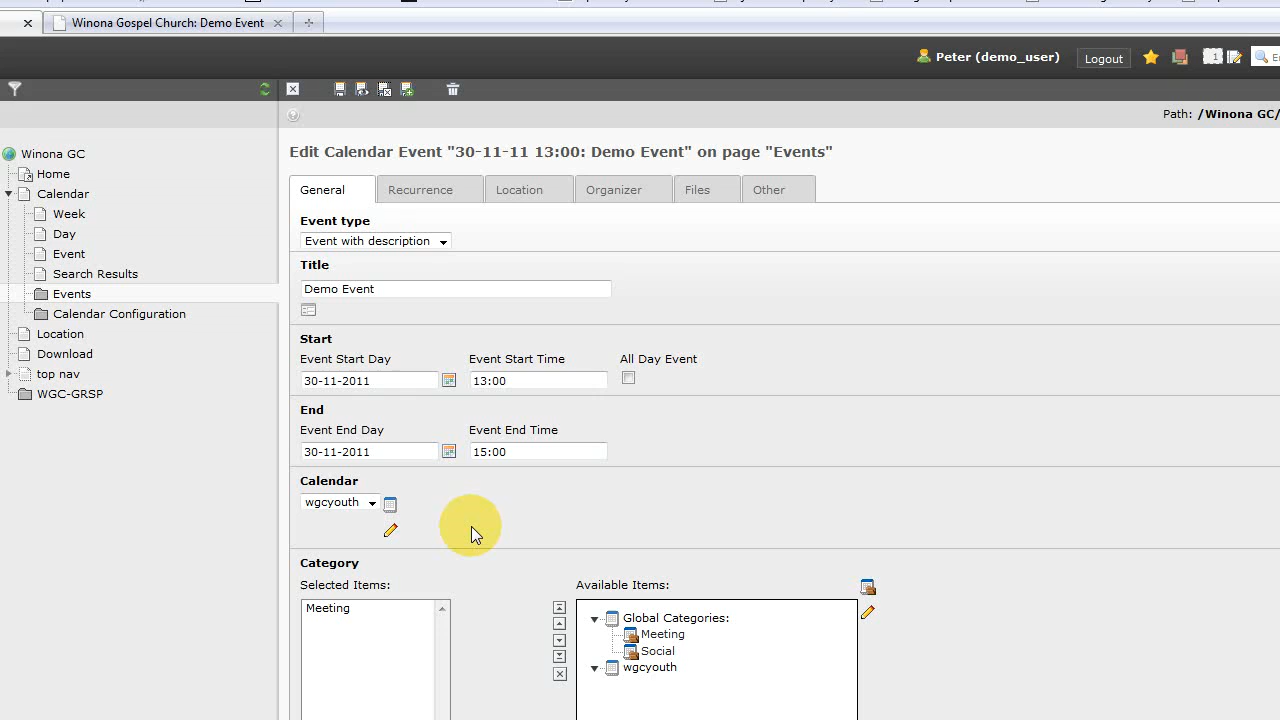 Winona Gospel Church: Demo Event
Peter (demo_user)
Logout
1
Path: /Winona GC/
Winona GC
Home
Calendar
Week
Day
Event
Search Results
Events
Calendar Configuration
Location
Download
top nav
WGC-GRSP
Edit Calendar Event "30-11-11 13:00: Demo Event" on page "Events"
General Recurrence Location Organizer Files Other
Event type
Event with description
Title
Demo Event
Start
Event Start Day Event Start Time All Day Event
30-11-2011 13:00
End
Event End Day Event End Time
30-11-2011 15:00
Calendar
wgcyouth
Category
Selected Items: Available Items:
Meeting
Global Categories:
Meeting
Social
wgcyouth